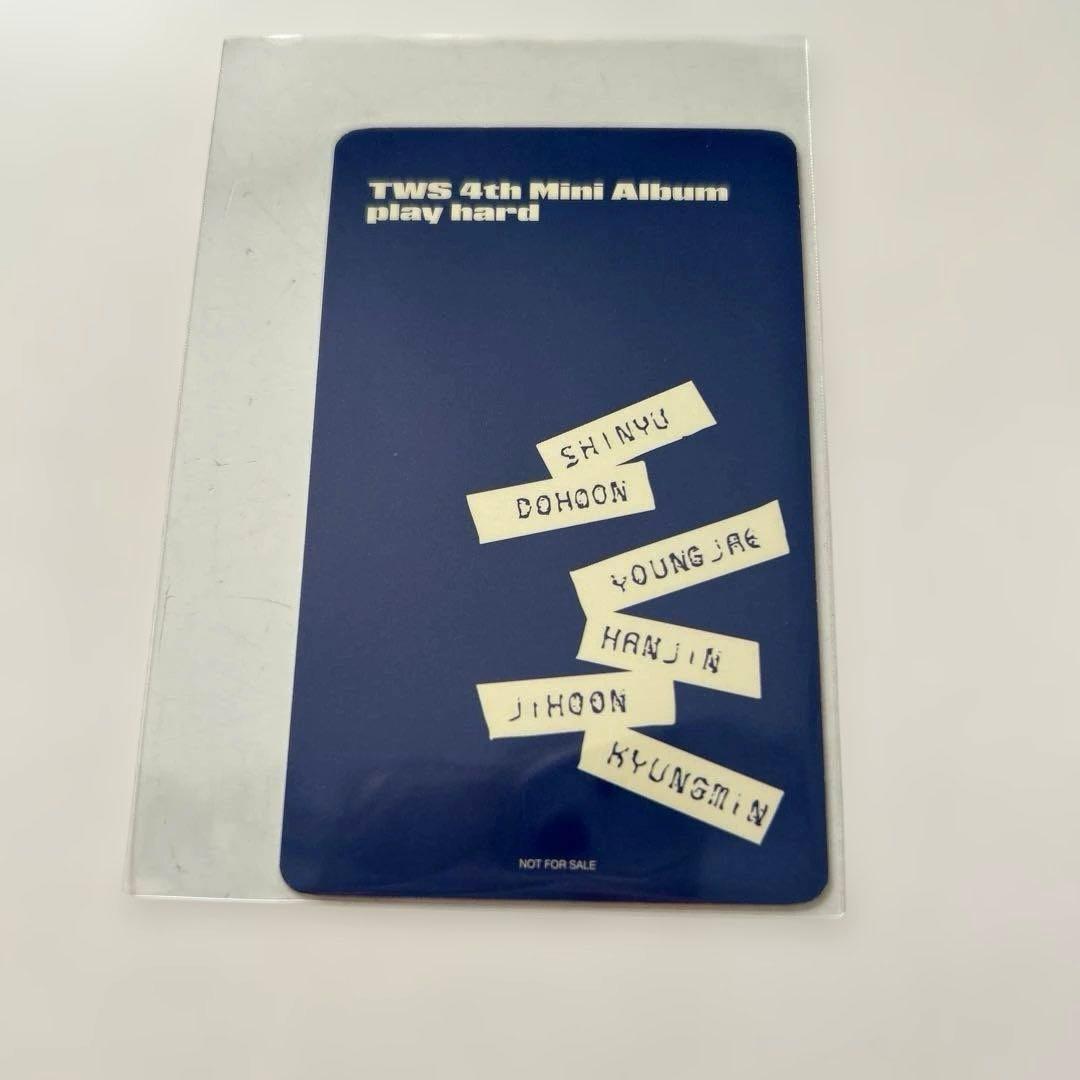 TWS 4th Mini Album
play hard
SHINYU
DOHOON
YOUNGJAE
HANJIN
JIHOON
KYUNGMIN
NOT FOR SALE